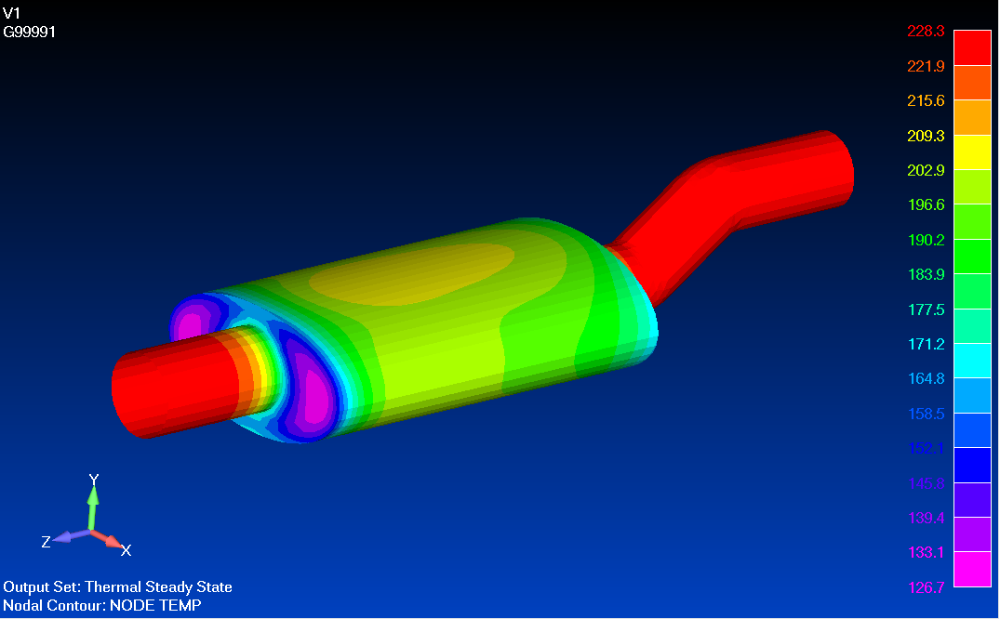 V1
G99991
228.3
221.9
215.6
209.3
202.9
196.6
190.2
183.9
177.5
171.2
164.8
158.5
152.1
145.8
139.4
133.1
126.7
Y
Z
X
Output Set: Thermal Steady State
Nodal Contour: NODE TEMP